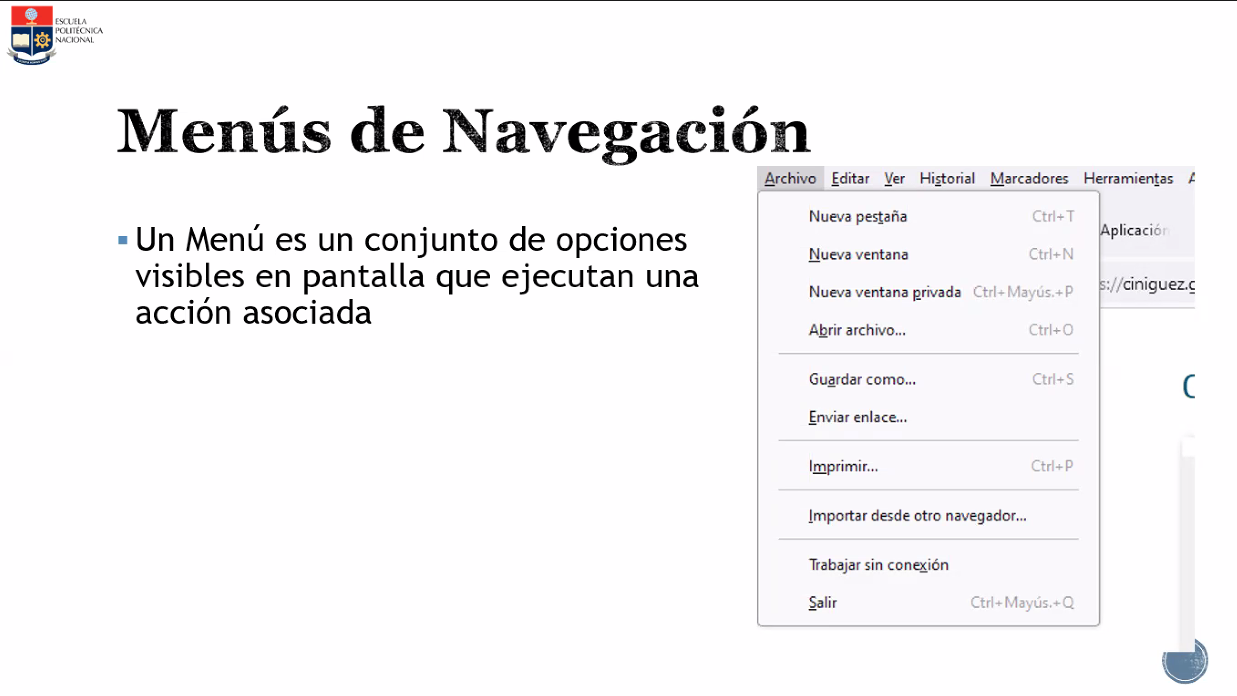 ESCUELA
POLITÉCNICA
NACIONAL
Menús de Navegación
Un Menú es un conjunto de opciones
visibles en pantalla que ejecutan una
acción asociada
Archivo Editar Ver Historial Marcadores Herramientas A
Nueva pestaña Ctrl+T
Aplicación
Nueva ventana Ctrl+N
Nueva ventana privada Ctrl+Mayús.+P
s://ciniguez.g
Abrir archivo... Ctrl+O
Guardar como... Ctrl+S
Enviar enlace...
Imprimir... Ctrl+P
Importar desde otro navegador...
Trabajar sin conexión
Salir Ctrl+Mayús.+Q